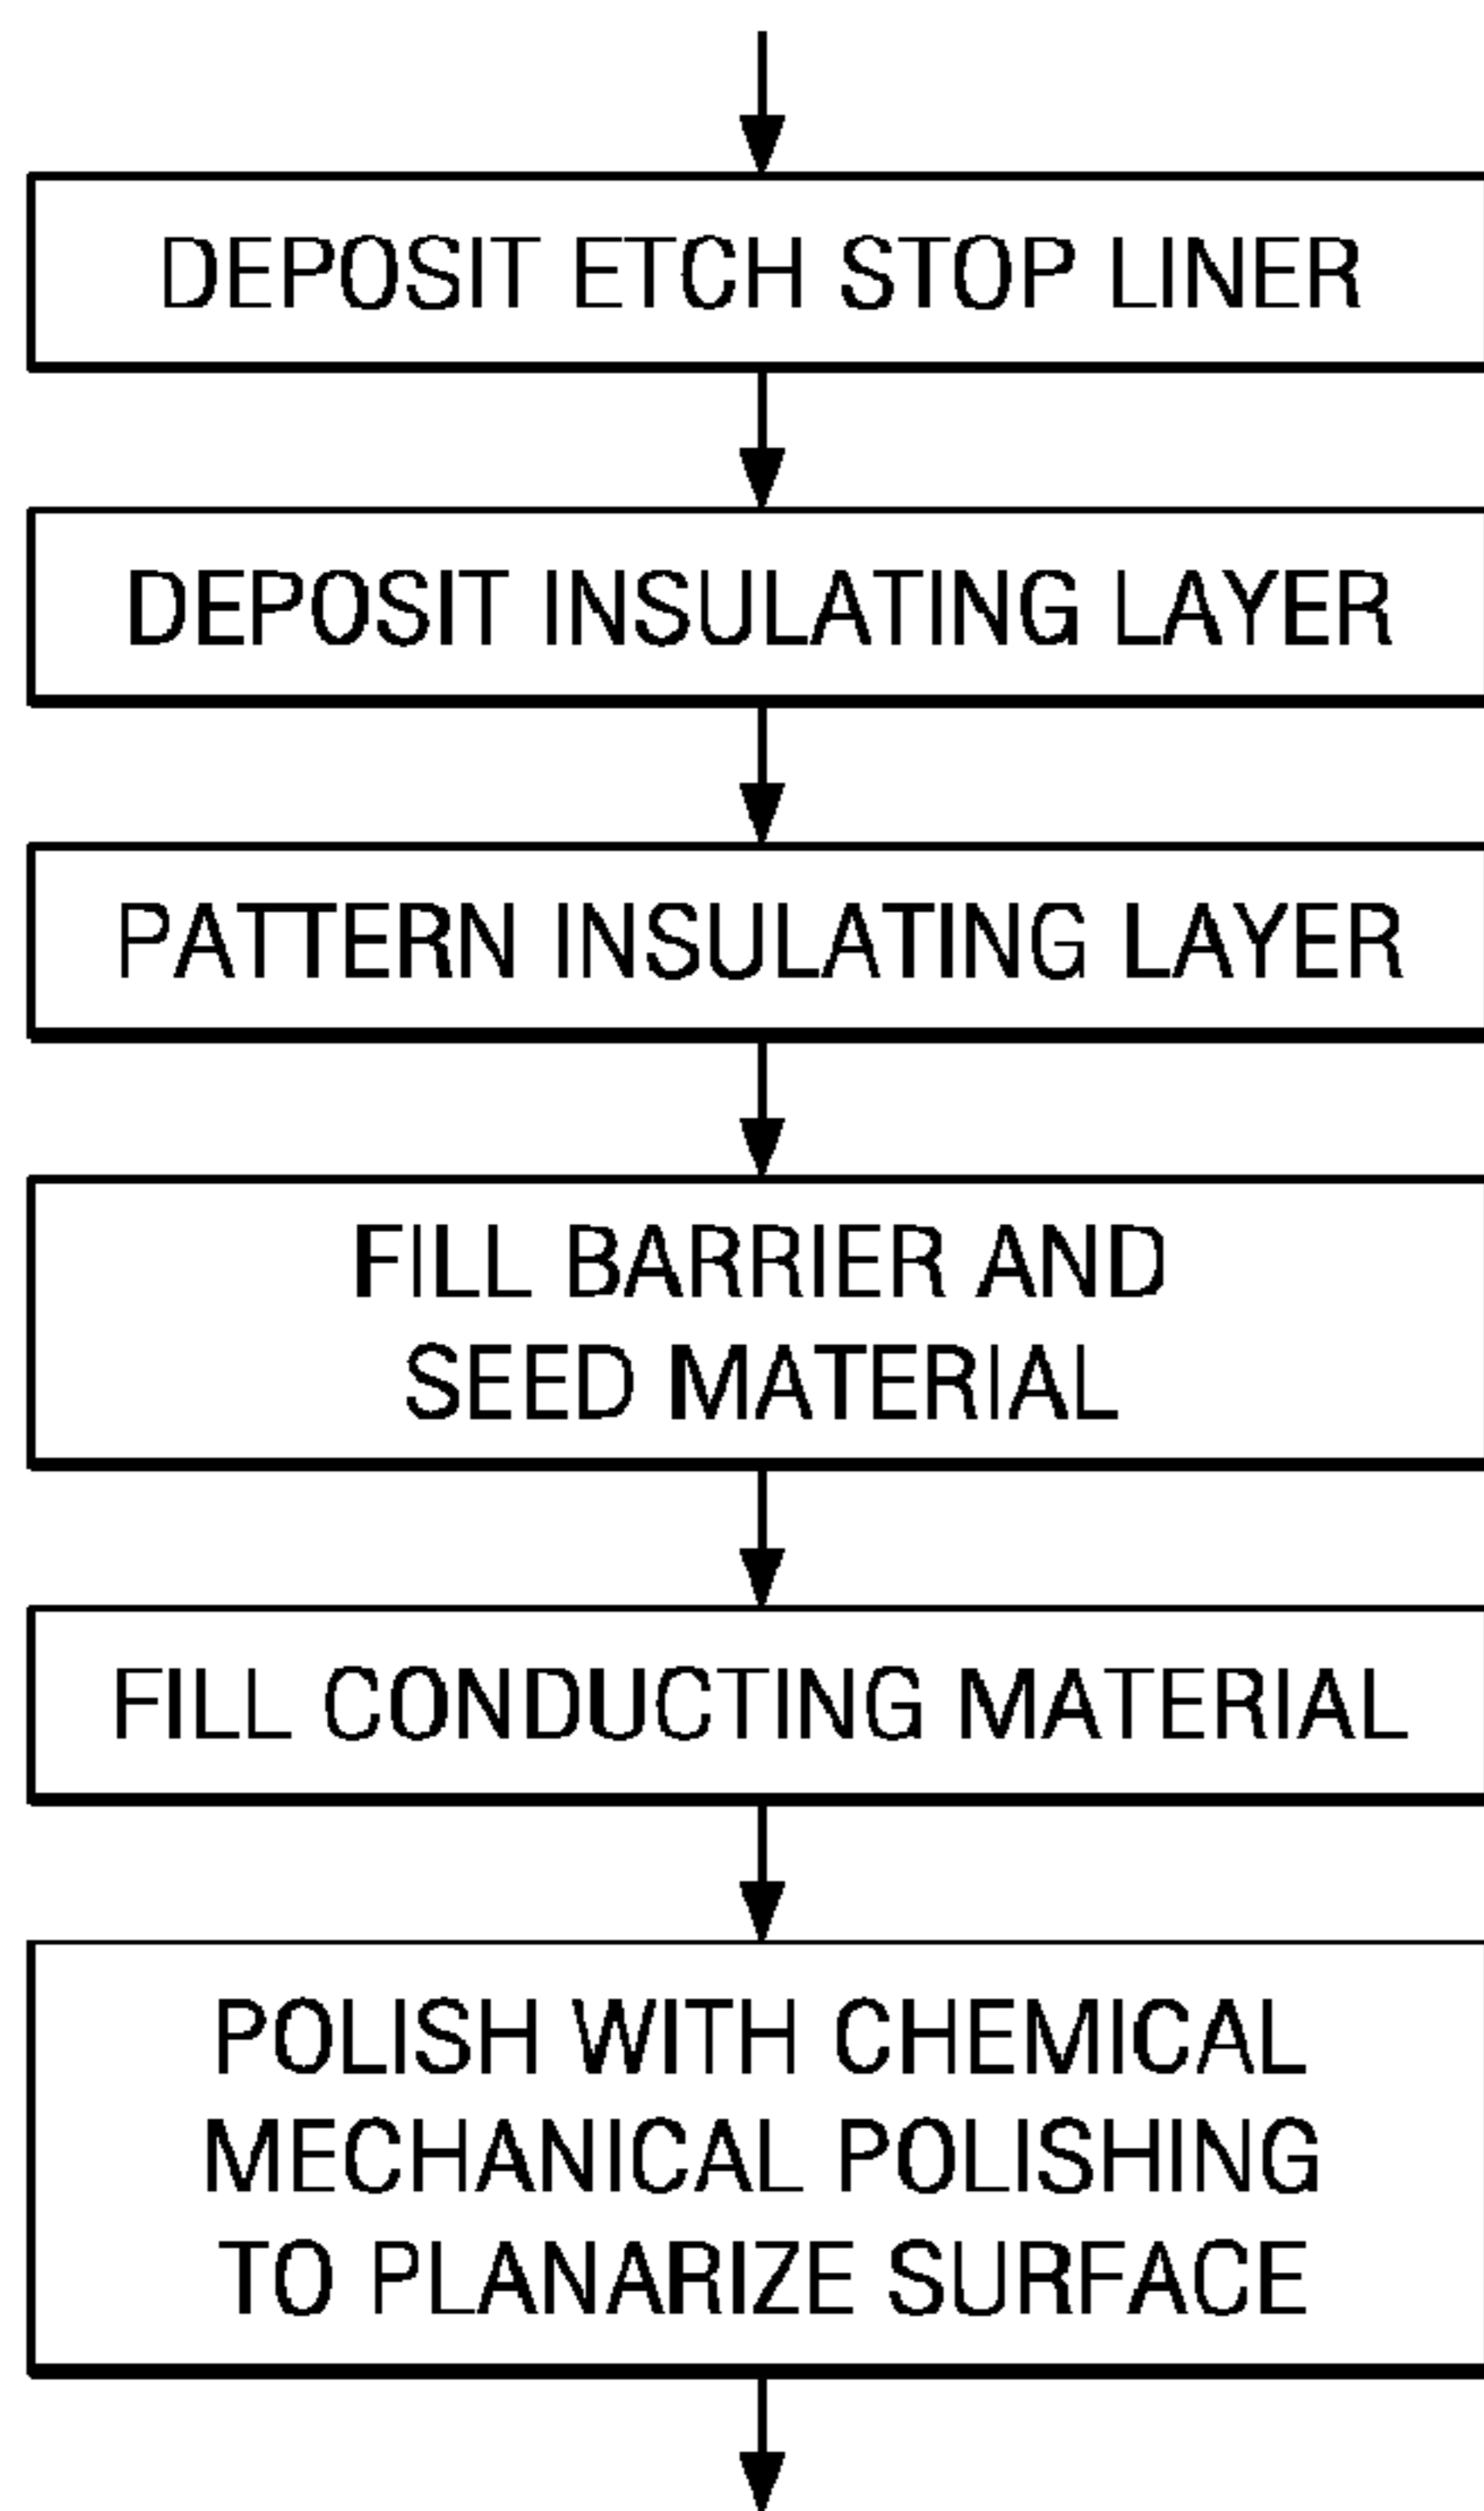 DEPOSIT ETCH STOP LINER
DEPOSIT INSULATING LAYER
PATTERN INSULATING LAYER
FILL BARRIER AND
SEED MATERIAL
FILL CONDUCTING MATERIAL
POLISH WITH CHEMICAL
MECHANICAL POLISHING
TO PLANARIZE SURFACE